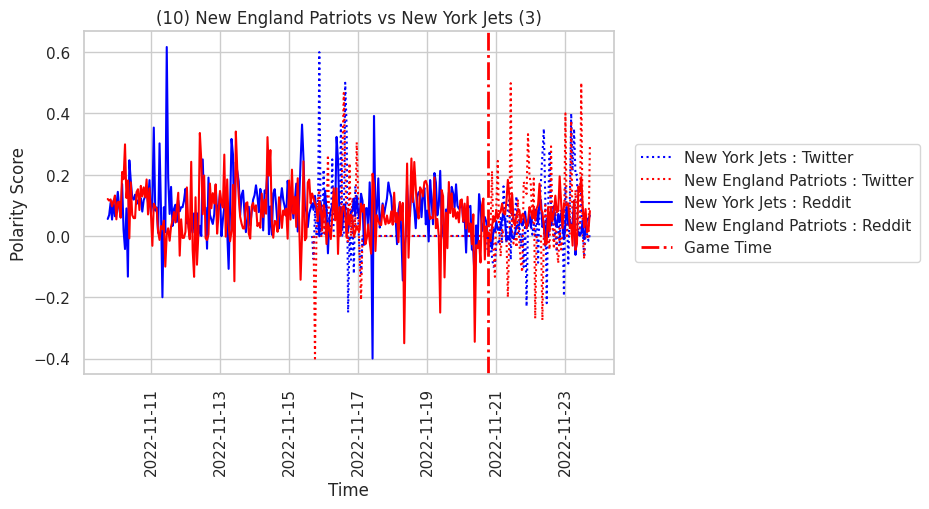 (10) New England Patriots vs New York Jets (3)
Polarity Score
0.6
0.4
0.2
0.0
−0.2
−0.4
2022-11-11
2022-11-13
2022-11-15
2022-11-17
2022-11-19
2022-11-21
2022-11-23
Time
New York Jets : Twitter
New England Patriots : Twitter
New York Jets : Reddit
New England Patriots : Reddit
Game Time